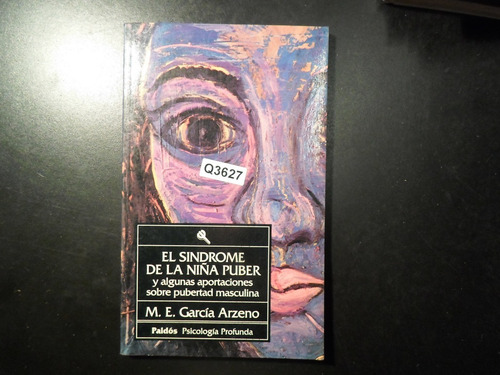 Q3627
EL SINDROME
DE LA NIÑA PUBER
y algunas aportaciones
sobre pubertad masculina
M. E. García Arzeno
Paidós Psicología Profunda